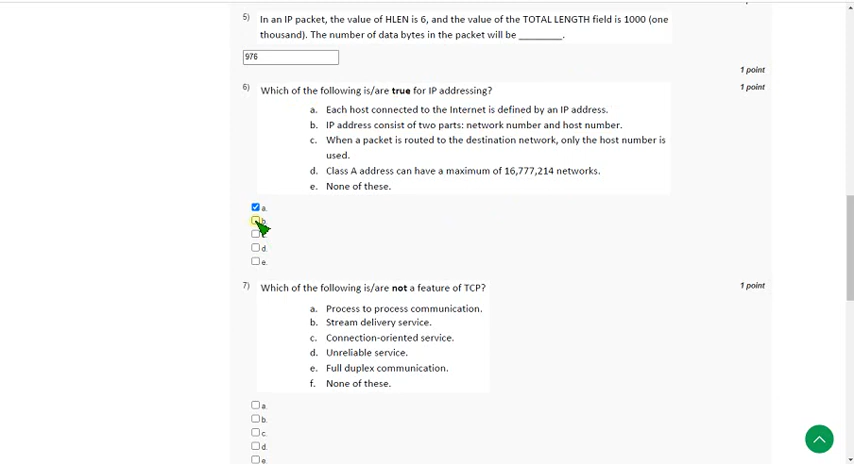 5) In an IP packet, the value of HLEN is 6, and the value of the TOTAL LENGTH field is 1000 (one
thousand). The number of data bytes in the packet will be ________.
976
1 point
6) Which of the following is/are true for IP addressing?
1 point
a. Each host connected to the Internet is defined by an IP address.
b. IP address consist of two parts: network number and host number.
c. When a packet is routed to the destination network, only the host number is
used.
d. Class A address can have a maximum of 16,777,214 networks.
e. None of these.
a.
b.
d.
e.
7) Which of the following is/are not a feature of TCP?
1 point
a. Process to process communication.
b. Stream delivery service.
c. Connection-oriented service.
d. Unreliable service.
e. Full duplex communication.
f. None of these.
a.
b.
c.
d.
e.